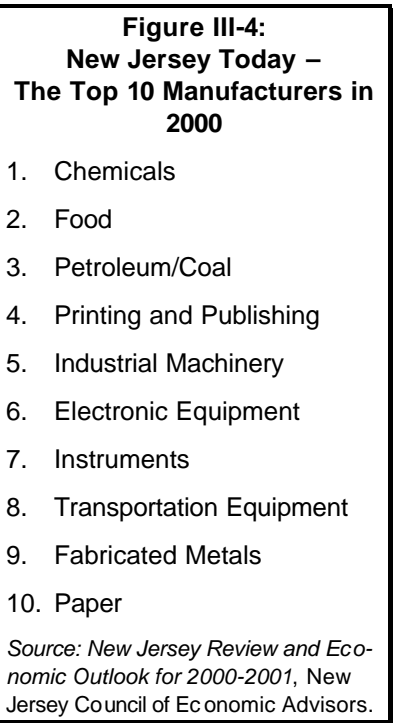 Figure III-4:
New Jersey Today –
The Top 10 Manufacturers in
2000
1. Chemicals
2. Food
3. Petroleum/Coal
4. Printing and Publishing
5. Industrial Machinery
6. Electronic Equipment
7. Instruments
8. Transportation Equipment
9. Fabricated Metals
10. Paper
Source: New Jersey Review and Eco-
nomic Outlook for 2000-2001, New
Jersey Council of Economic Advisors.